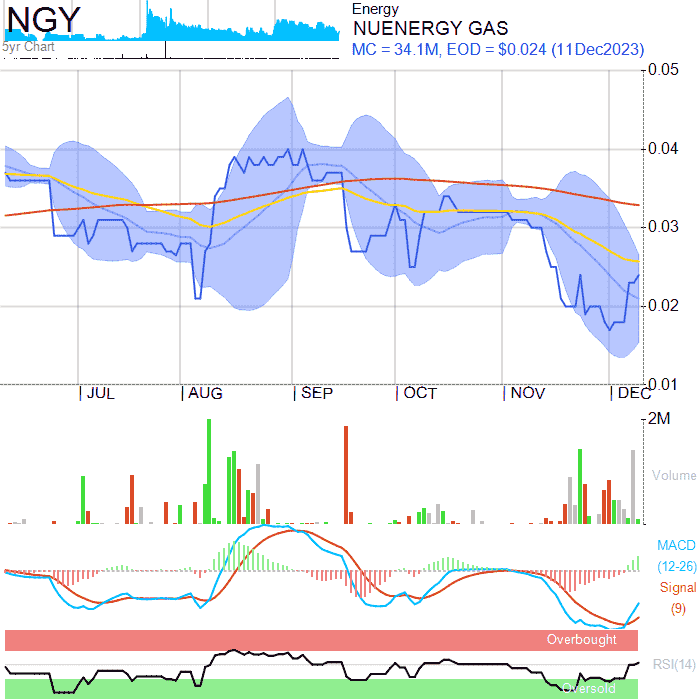 NGY
5yr Chart
Energy
NUENERGY GAS
MC = 34.1M, EOD = $0.024 (11Dec2023)
0.05
0.04
0.03
0.02
0.01
JUL AUG SEP OCT NOV DEC
2M
Volume
MACD
(12-26)
Signal
(9)
Overbought
RSI(14)
Oversold